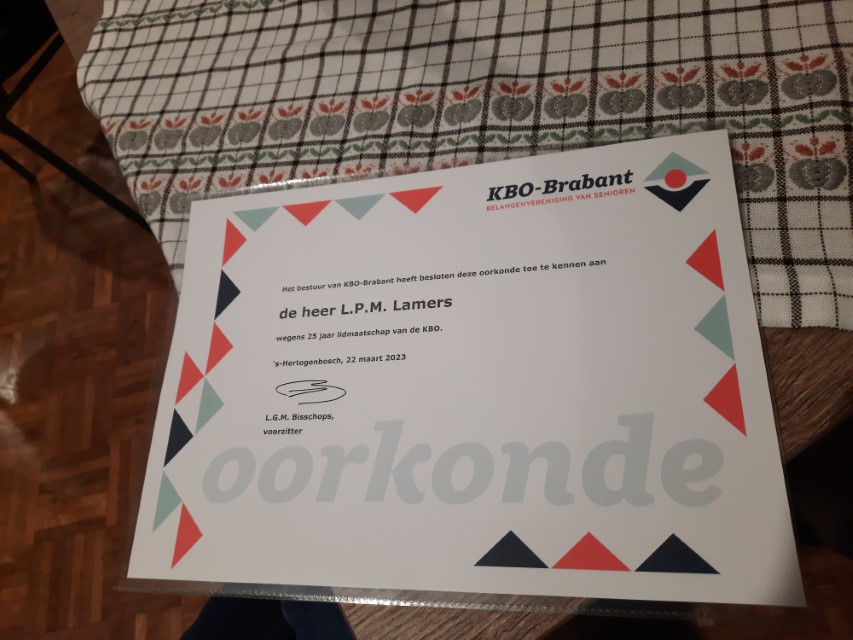 KBO-Brabant
BELANGENVERENIGING VAN SENIOREN
Het bestuur van KBO-Brabant heeft besloten deze oorkonde toe te kennen aan
de heer L.P.M. Lamers
wegens 25 jaar lidmaatschap van de KBO.
's-Hertogenbosch, 22 maart 2023
L.G.M. Bisschops,
voorzitter
oorkonde